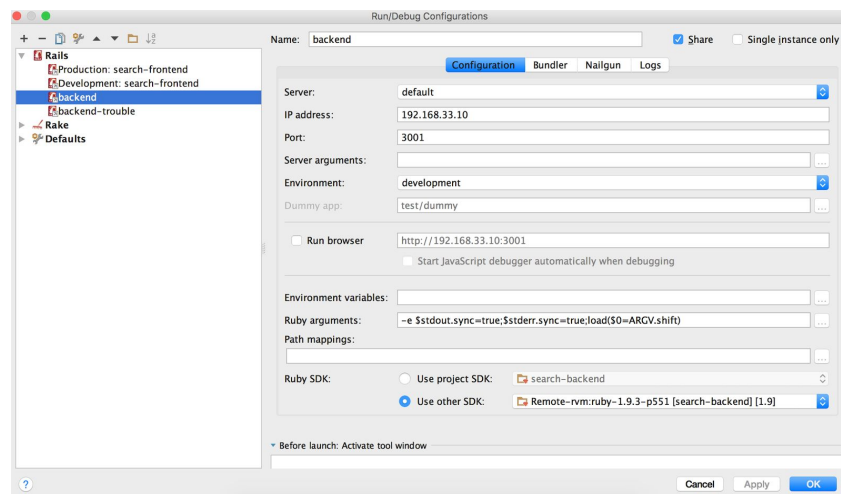 Run/Debug Configurations
Name: backend Share Single instance only
Rails
Production: search-frontend
Development: search-frontend
backend
backend-trouble
Rake
Defaults
Configuration Bundler Nailgun Logs
Server: default
IP address: 192.168.33.10
Port: 3001
Server arguments: ...
Environment: development
Dummy app: test/dummy ...
Run browser http://192.168.33.10:3001
Start JavaScript debugger automatically when debugging
Environment variables: ...
Ruby arguments: -e $stdout.sync=true;$stderr.sync=true;load($0=ARGV.shift) ...
Path mappings:
...
Ruby SDK: Use project SDK: search-backend
Use other SDK: Remote-rvm:ruby-1.9.3-p551 [search-backend] [1.9]
Before launch: Activate tool window
? Cancel Apply OK